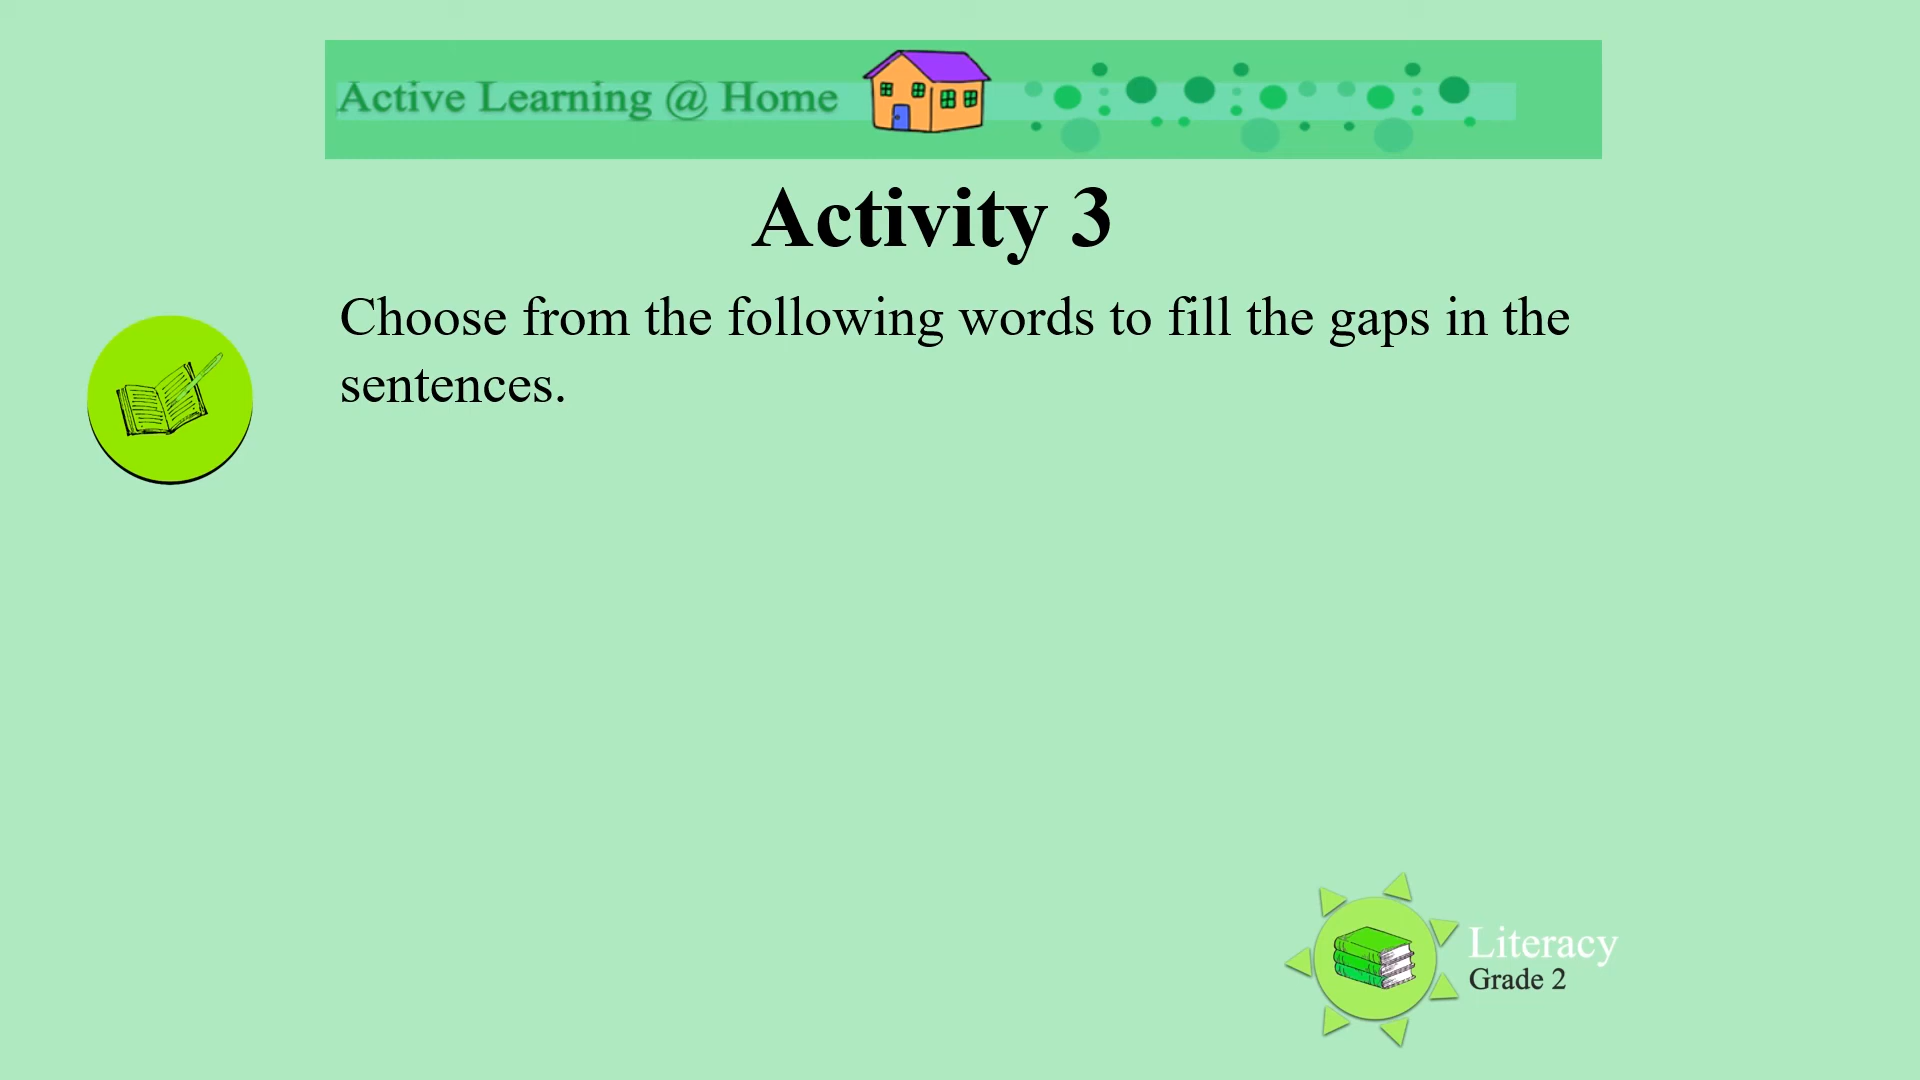 Active Learning @ Home
Activity 3
Choose from the following words to fill the gaps in the
sentences.
Literacy
Grade 2